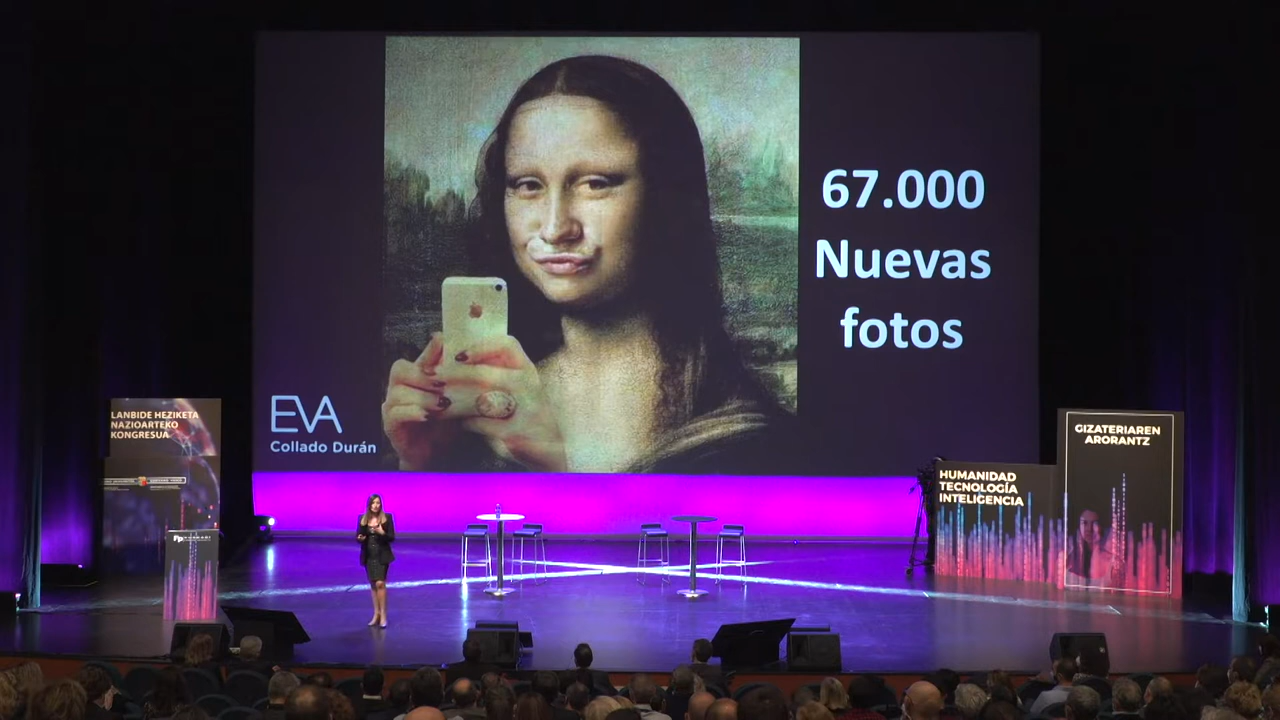 67.000
Nuevas
fotos
EVA
Collado Durán
LANBIDE HEZIKETA
NAZIOARTEKO
KONGRESUA
GIZATERIAREN
ARORANTZ
HUMANIDAD
TECNOLOGÍA
INTELIGENCIA